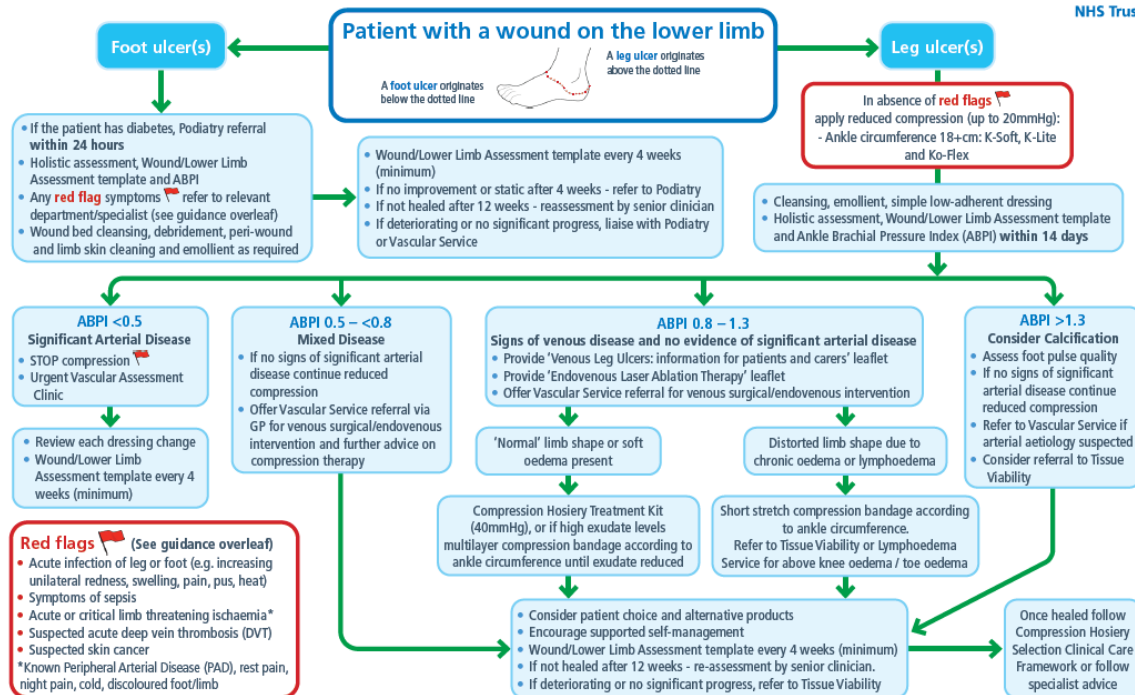 NHS Trus
Patient with a wound on the lower limb
A leg ulcer originates
above the dotted line
A foot ulcer originates
below the dotted line
Foot ulcer(s)
Leg ulcer(s)
• If the patient has diabetes, Podiatry referral
within 24 hours
• Holistic assessment, Wound/Lower Limb
Assessment template and ABPI
• Any red flag symptoms refer to relevant
department/specialist (see guidance overleaf)
• Wound bed cleansing, debridement, peri-wound
and limb skin cleaning and emollient as required
• Wound/Lower Limb Assessment template every 4 weeks
(minimum)
• If no improvement or static after 4 weeks - refer to Podiatry
• If not healed after 12 weeks - reassessment by senior clinician
• If deteriorating or no significant progress, liaise with Podiatry
or Vascular Service
In absence of red flags
apply reduced compression (up to 20mmHg):
- Ankle circumference 18+cm: K-Soft, K-Lite
and Ko-Flex
• Cleansing, emollient, simple low-adherent dressing
• Holistic assessment, Wound/Lower Limb Assessment template
and Ankle Brachial Pressure Index (ABPI) within 14 days
ABPI <0.5
Significant Arterial Disease
• STOP compression
• Urgent Vascular Assessment
Clinic
• Review each dressing change
• Wound/Lower Limb
Assessment template every 4
weeks (minimum)
ABPI 0.5 – <0.8
Mixed Disease
• If no signs of significant arterial
disease continue reduced
compression
• Offer Vascular Service referral via
GP for venous surgical/endovenous
intervention and further advice on
compression therapy
ABPI 0.8 – 1.3
Signs of venous disease and no evidence of significant arterial disease
• Provide 'Venous Leg Ulcers: information for patients and carers' leaflet
• Provide 'Endovenous Laser Ablation Therapy' leaflet
• Offer Vascular Service referral for venous surgical/endovenous intervention
'Normal' limb shape or soft
oedema present
Compression Hosiery Treatment Kit
(40mmHg), or if high exudate levels
multilayer compression bandage according to
ankle circumference until exudate reduced
Distorted limb shape due to
chronic oedema or lymphoedema
Short stretch compression bandage according
to ankle circumference.
Refer to Tissue Viability or Lymphoedema
Service for above knee oedema / toe oedema
ABPI >1.3
Consider Calcification
• Assess foot pulse quality
• If no signs of significant
arterial disease continue
reduced compression
• Refer to Vascular Service if
arterial aetiology suspected
• Consider referral to Tissue
Viability
Red flags (See guidance overleaf)
• Acute infection of leg or foot (e.g. increasing
unilateral redness, swelling, pain, pus, heat)
• Symptoms of sepsis
• Acute or critical limb threatening ischaemia*
• Suspected acute deep vein thrombosis (DVT)
• Suspected skin cancer
*Known Peripheral Arterial Disease (PAD), rest pain,
night pain, cold, discoloured foot/limb
• Consider patient choice and alternative products
• Encourage supported self-management
• Wound/Lower Limb Assessment template every 4 weeks (minimum)
• If not healed after 12 weeks - re-assessment by senior clinician.
• If deteriorating or no significant progress, refer to Tissue Viability
Once healed follow
Compression Hosiery
Selection Clinical Care
Framework or follow
specialist advice